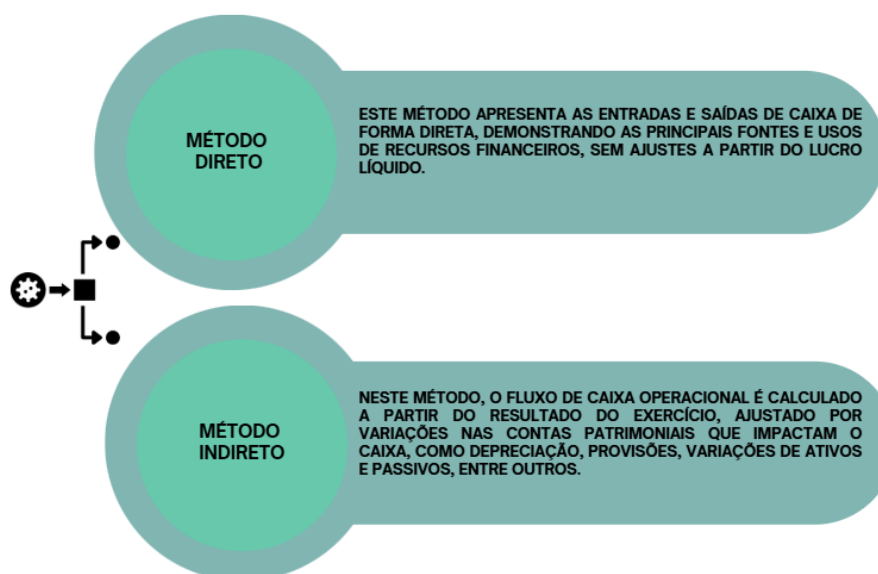 MÉTODO
DIRETO
ESTE MÉTODO APRESENTA AS ENTRADAS E SAÍDAS DE CAIXA DE
FORMA DIRETA, DEMONSTRANDO AS PRINCIPAIS FONTES E USOS
DE RECURSOS FINANCEIROS, SEM AJUSTES A PARTIR DO LUCRO
LÍQUIDO.
MÉTODO
INDIRETO
NESTE MÉTODO, O FLUXO DE CAIXA OPERACIONAL É CALCULADO
A PARTIR DO RESULTADO DO EXERCÍCIO, AJUSTADO POR
VARIAÇÕES NAS CONTAS PATRIMONIAIS QUE IMPACTAM O
CAIXA, COMO DEPRECIAÇÃO, PROVISÕES, VARIAÇÕES DE ATIVOS
E PASSIVOS, ENTRE OUTROS.